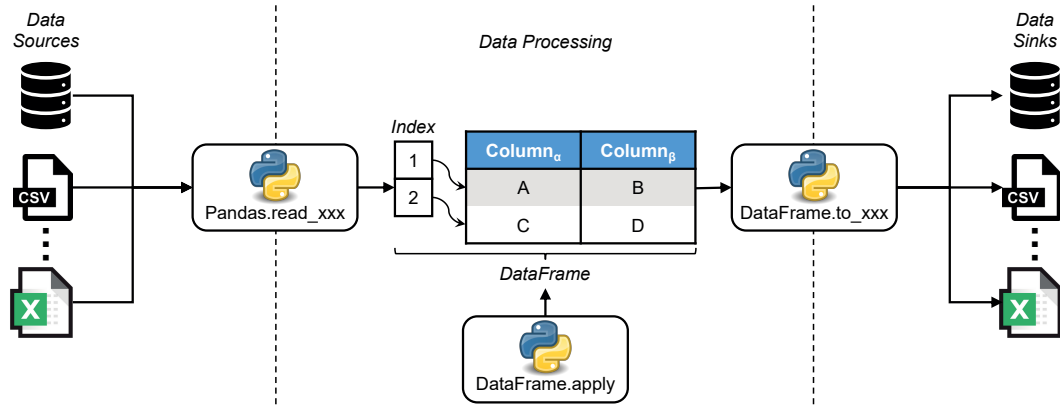 Data
Sources
Data Processing
Data
Sinks
CSV
X
Pandas.read_xxx
Index
1
2
Columnα
Columnβ
A
B
C
D
DataFrame
DataFrame.apply
DataFrame.to_xxx
CSV
X